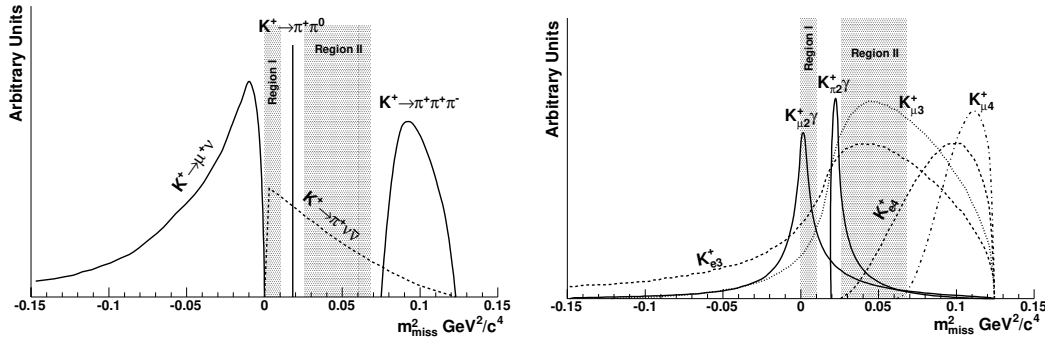 Arbitrary Units
K⁺→π⁺π⁰
Region I
Region II
K⁺→π⁺π⁺π⁻
K⁺→μ⁺ν
K⁺→π⁺νν̅
-0.15 -0.1 -0.05 0 0.05 0.1 0.15
m²miss GeV²/c⁴
Arbitrary Units
Region I
Region II
K⁺π2γ
K⁺μ2γ
K⁺μ3
K⁺μ4
K⁺e4
K⁺e3
-0.15 -0.1 -0.05 0 0.05 0.1 0.15
m²miss GeV²/c⁴